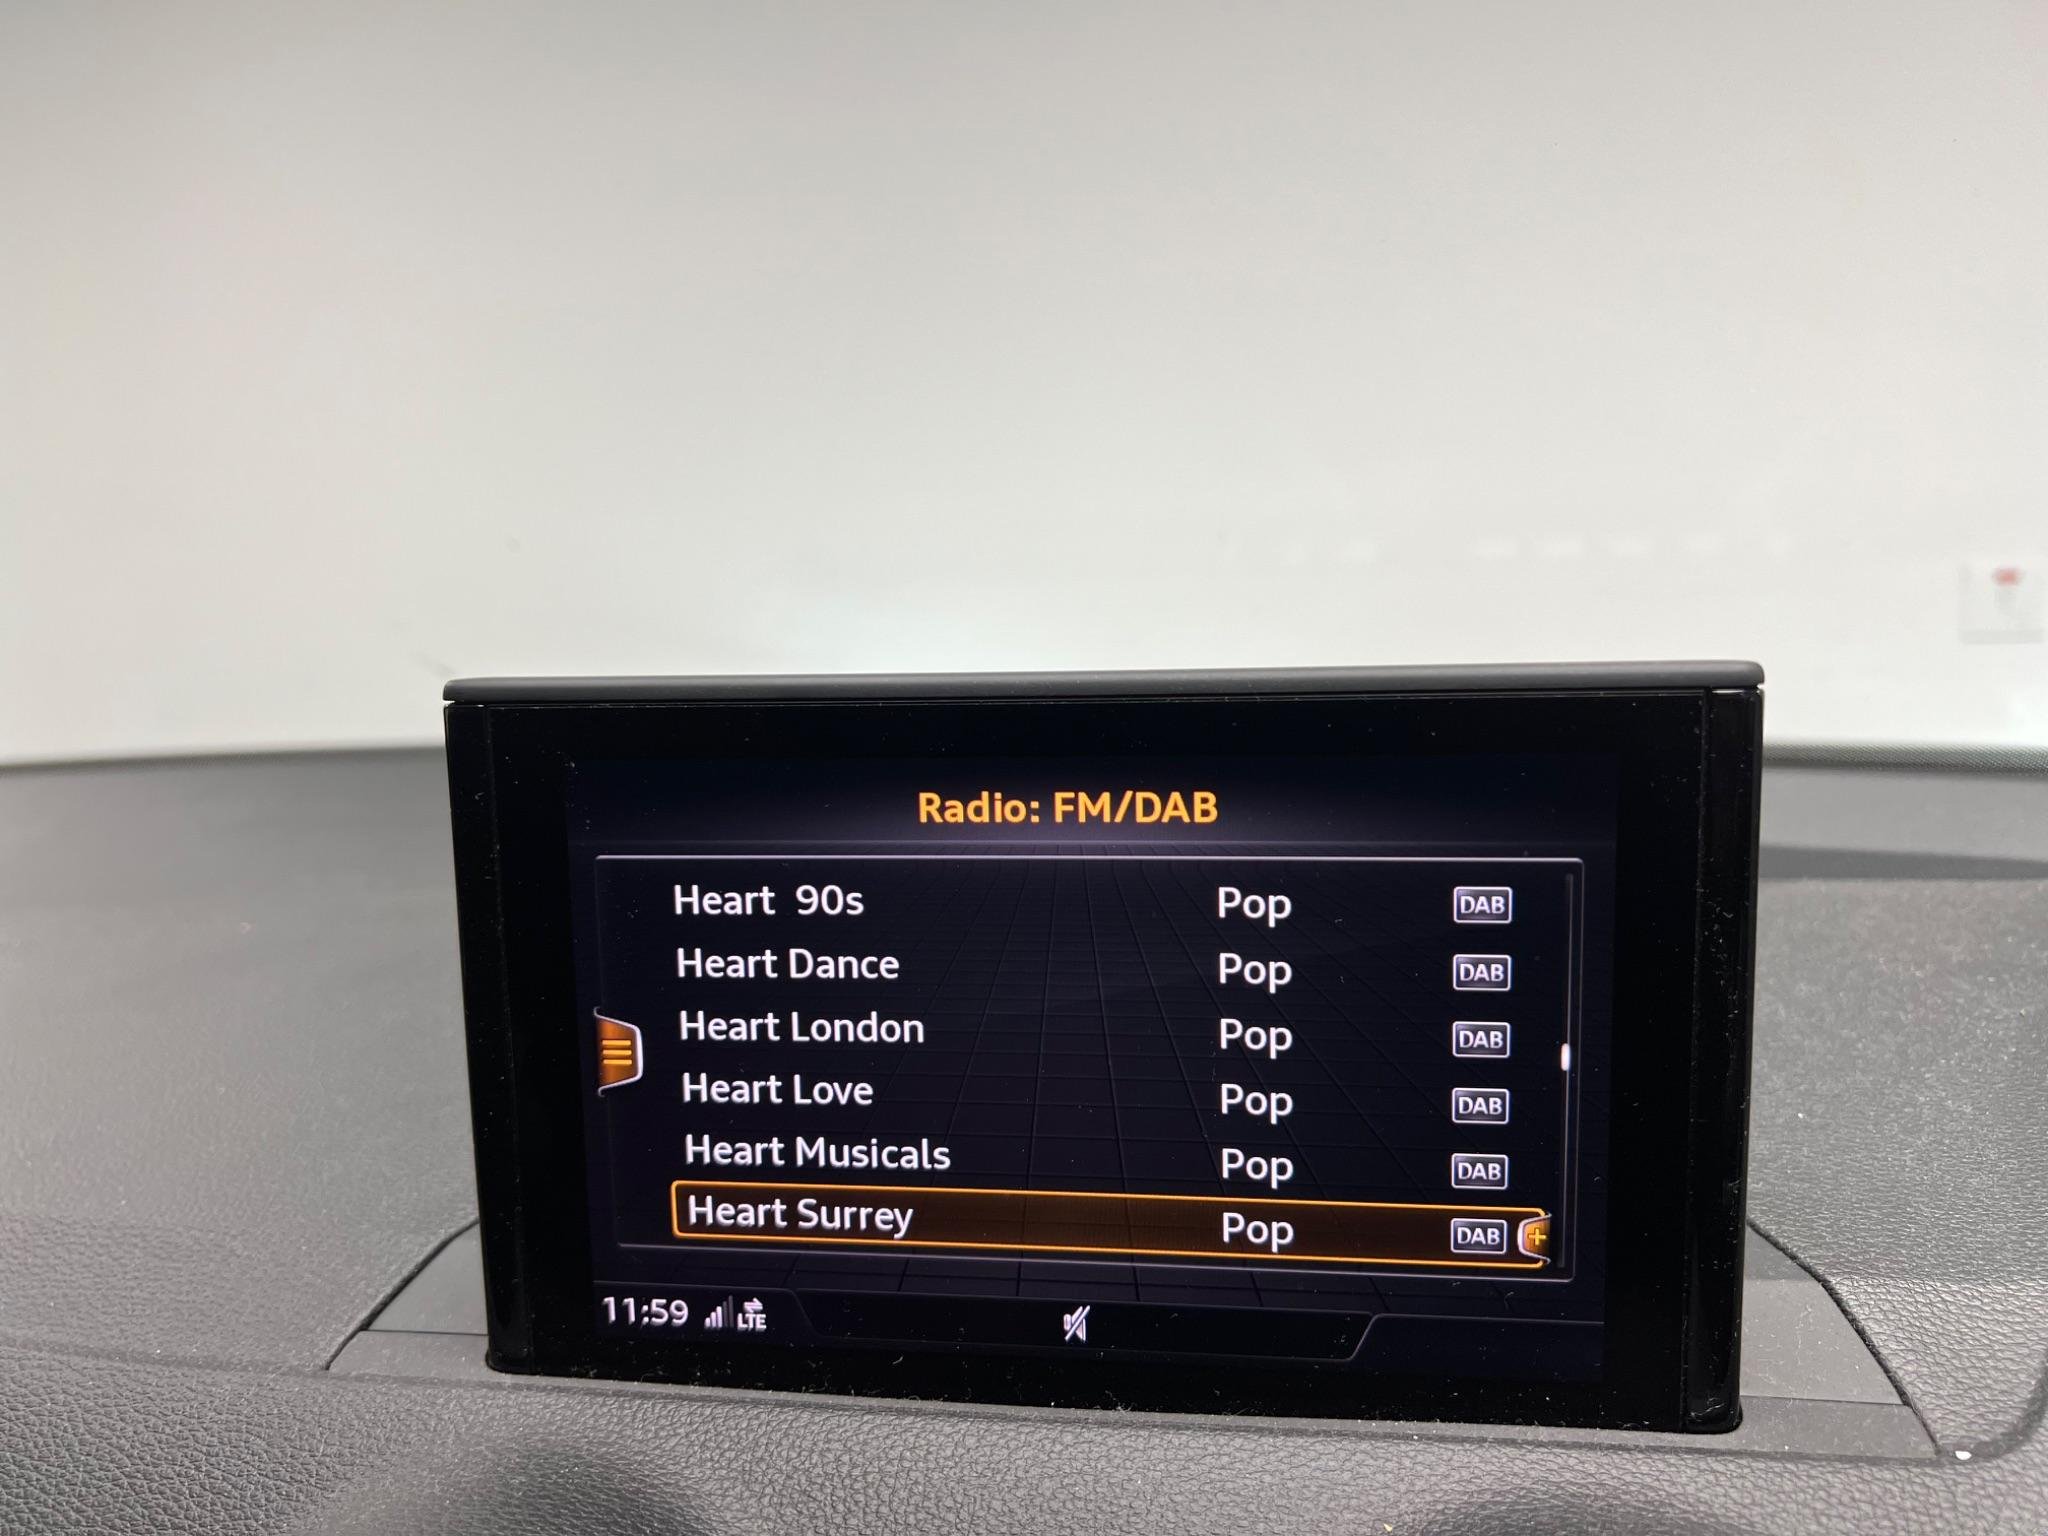 Radio: FM/DAB
Heart 90s Pop DAB
Heart Dance Pop DAB
Heart London Pop DAB
Heart Love Pop DAB
Heart Musicals Pop DAB
Heart Surrey Pop DAB +
11:59 LTE